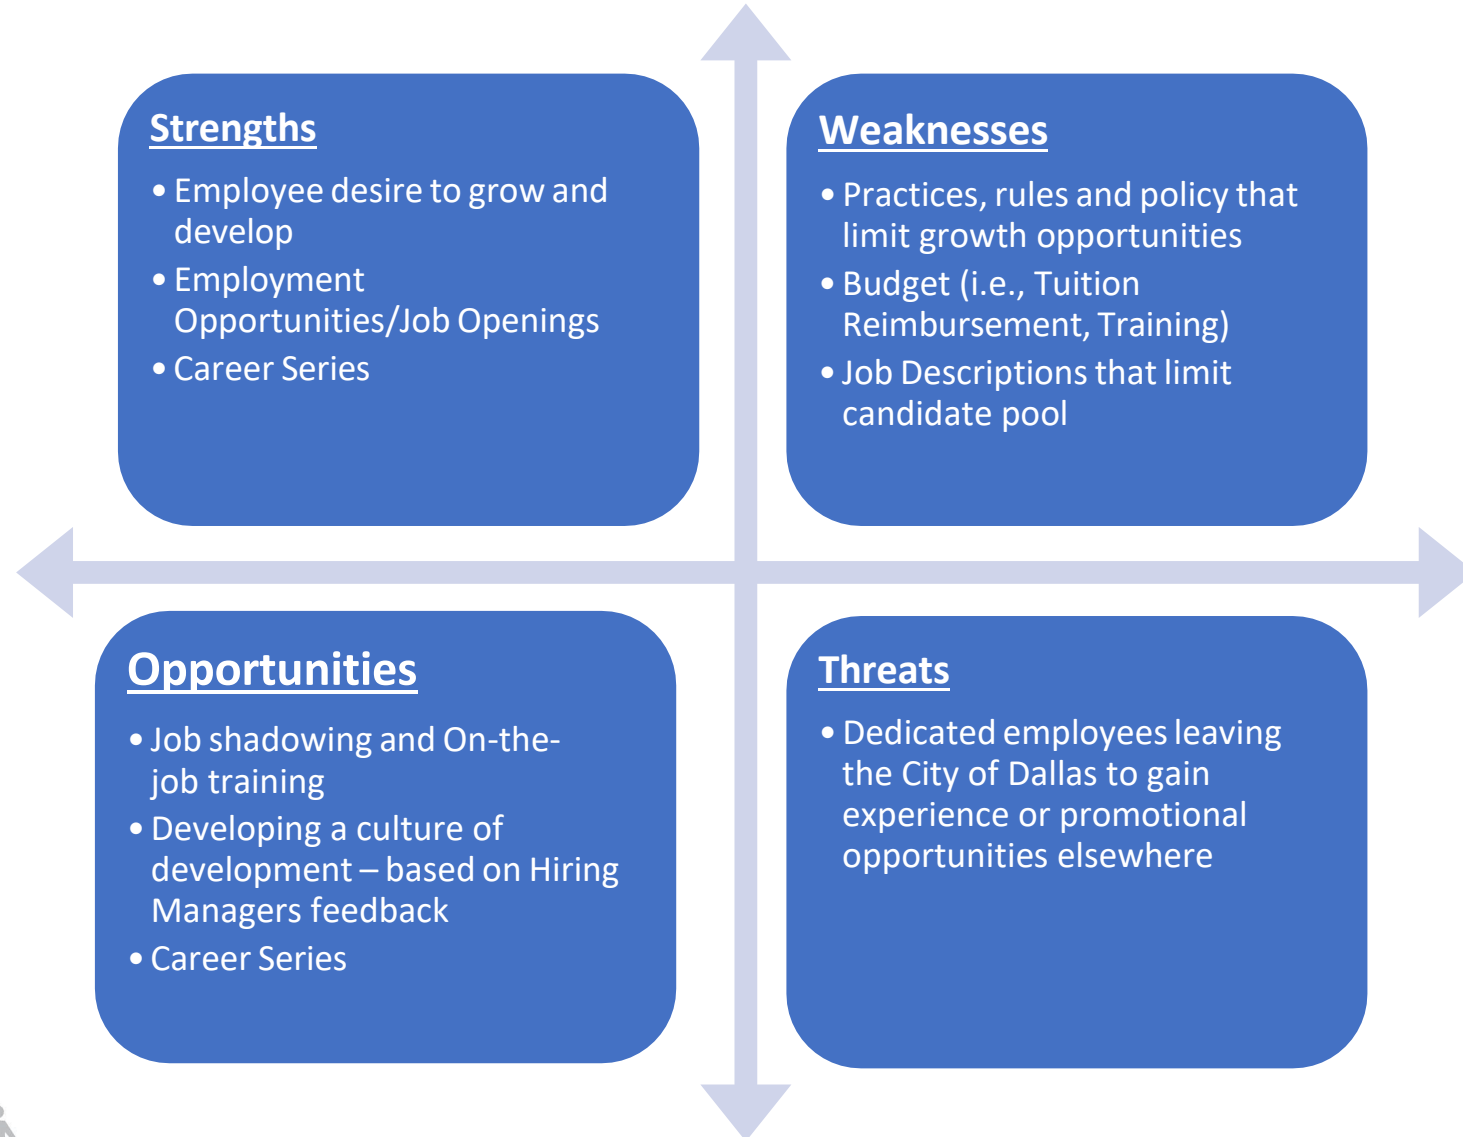 Strengths
• Employee desire to grow and
develop
• Employment
Opportunities/Job Openings
• Career Series
Weaknesses
• Practices, rules and policy that
limit growth opportunities
• Budget (i.e., Tuition
Reimbursement, Training)
• Job Descriptions that limit
candidate pool
Opportunities
• Job shadowing and On-the-
job training
• Developing a culture of
development – based on Hiring
Managers feedback
• Career Series
Threats
• Dedicated employees leaving
the City of Dallas to gain
experience or promotional
opportunities elsewhere